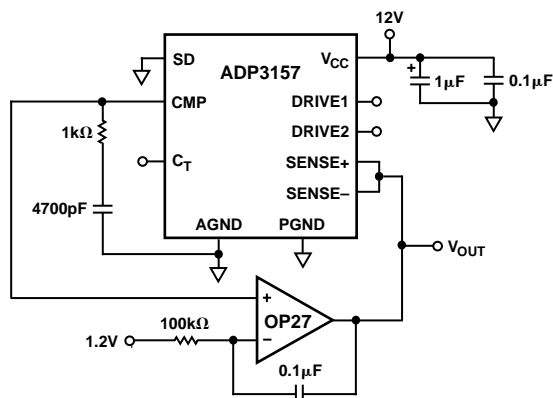 12V
SD
ADP3157
VCC
1µF
0.1µF
CMP
DRIVE1
1kΩ
DRIVE2
CT
SENSE+
SENSE–
4700pF
AGND
PGND
VOUT
100kΩ
+
OP27
1.2V
–
0.1µF
+